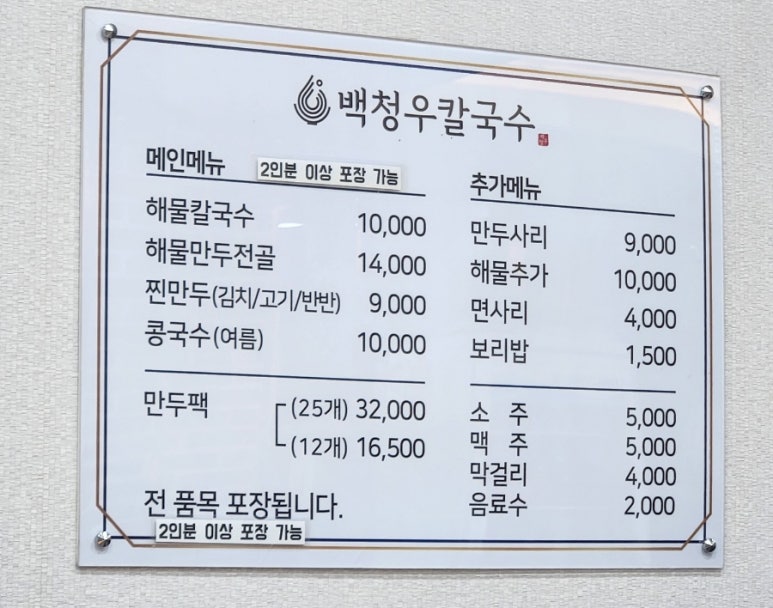 백청우칼국수
메인메뉴 2인분 이상 포장 가능
해물칼국수 10,000
해물만두전골 14,000
찐만두(김치/고기/반반) 9,000
콩국수(여름) 10,000
만두팩 (25개) 32,000
(12개) 16,500
전 품목 포장됩니다.
2인분 이상 포장 가능
추가메뉴
만두사리 9,000
해물추가 10,000
면사리 4,000
보리밥 1,500
소 주 5,000
맥 주 5,000
막걸리 4,000
음료수 2,000